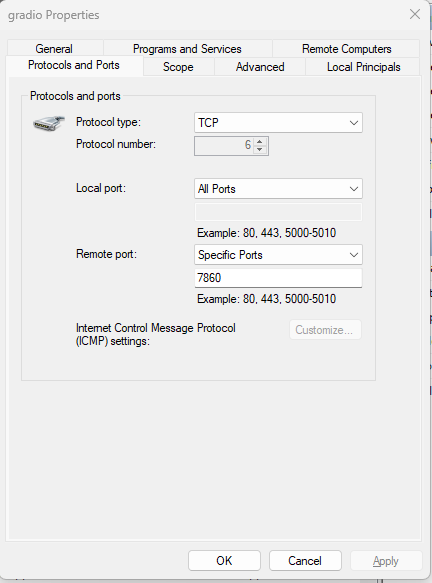 gradio Properties
General
Programs and Services
Remote Computers
Protocols and Ports
Scope
Advanced
Local Principals
Protocols and ports
Protocol type:
TCP
Protocol number:
6
Local port:
All Ports
Example: 80, 443, 5000-5010
Remote port:
Specific Ports
7860
Example: 80, 443, 5000-5010
Internet Control Message Protocol
(ICMP) settings:
Customize...
OK
Cancel
Apply